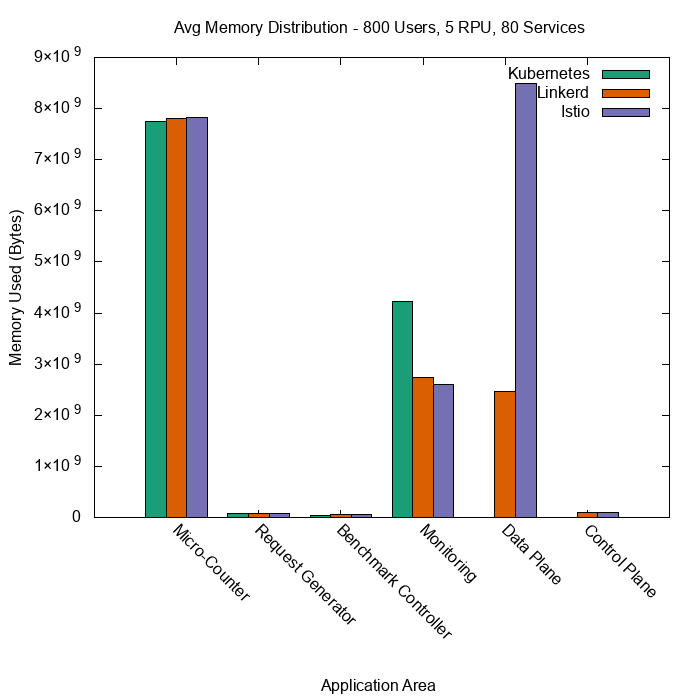 Avg Memory Distribution - 800 Users, 5 RPU, 80 Services
Kubernetes
Linkerd
Istio
Memory Used (Bytes)
9×10 9
8×10 9
7×10 9
6×10 9
5×10 9
4×10 9
3×10 9
2×10 9
1×10 9
0
Micro-Counter
Request Generator
Benchmark Controller
Monitoring
Data Plane
Control Plane
Application Area